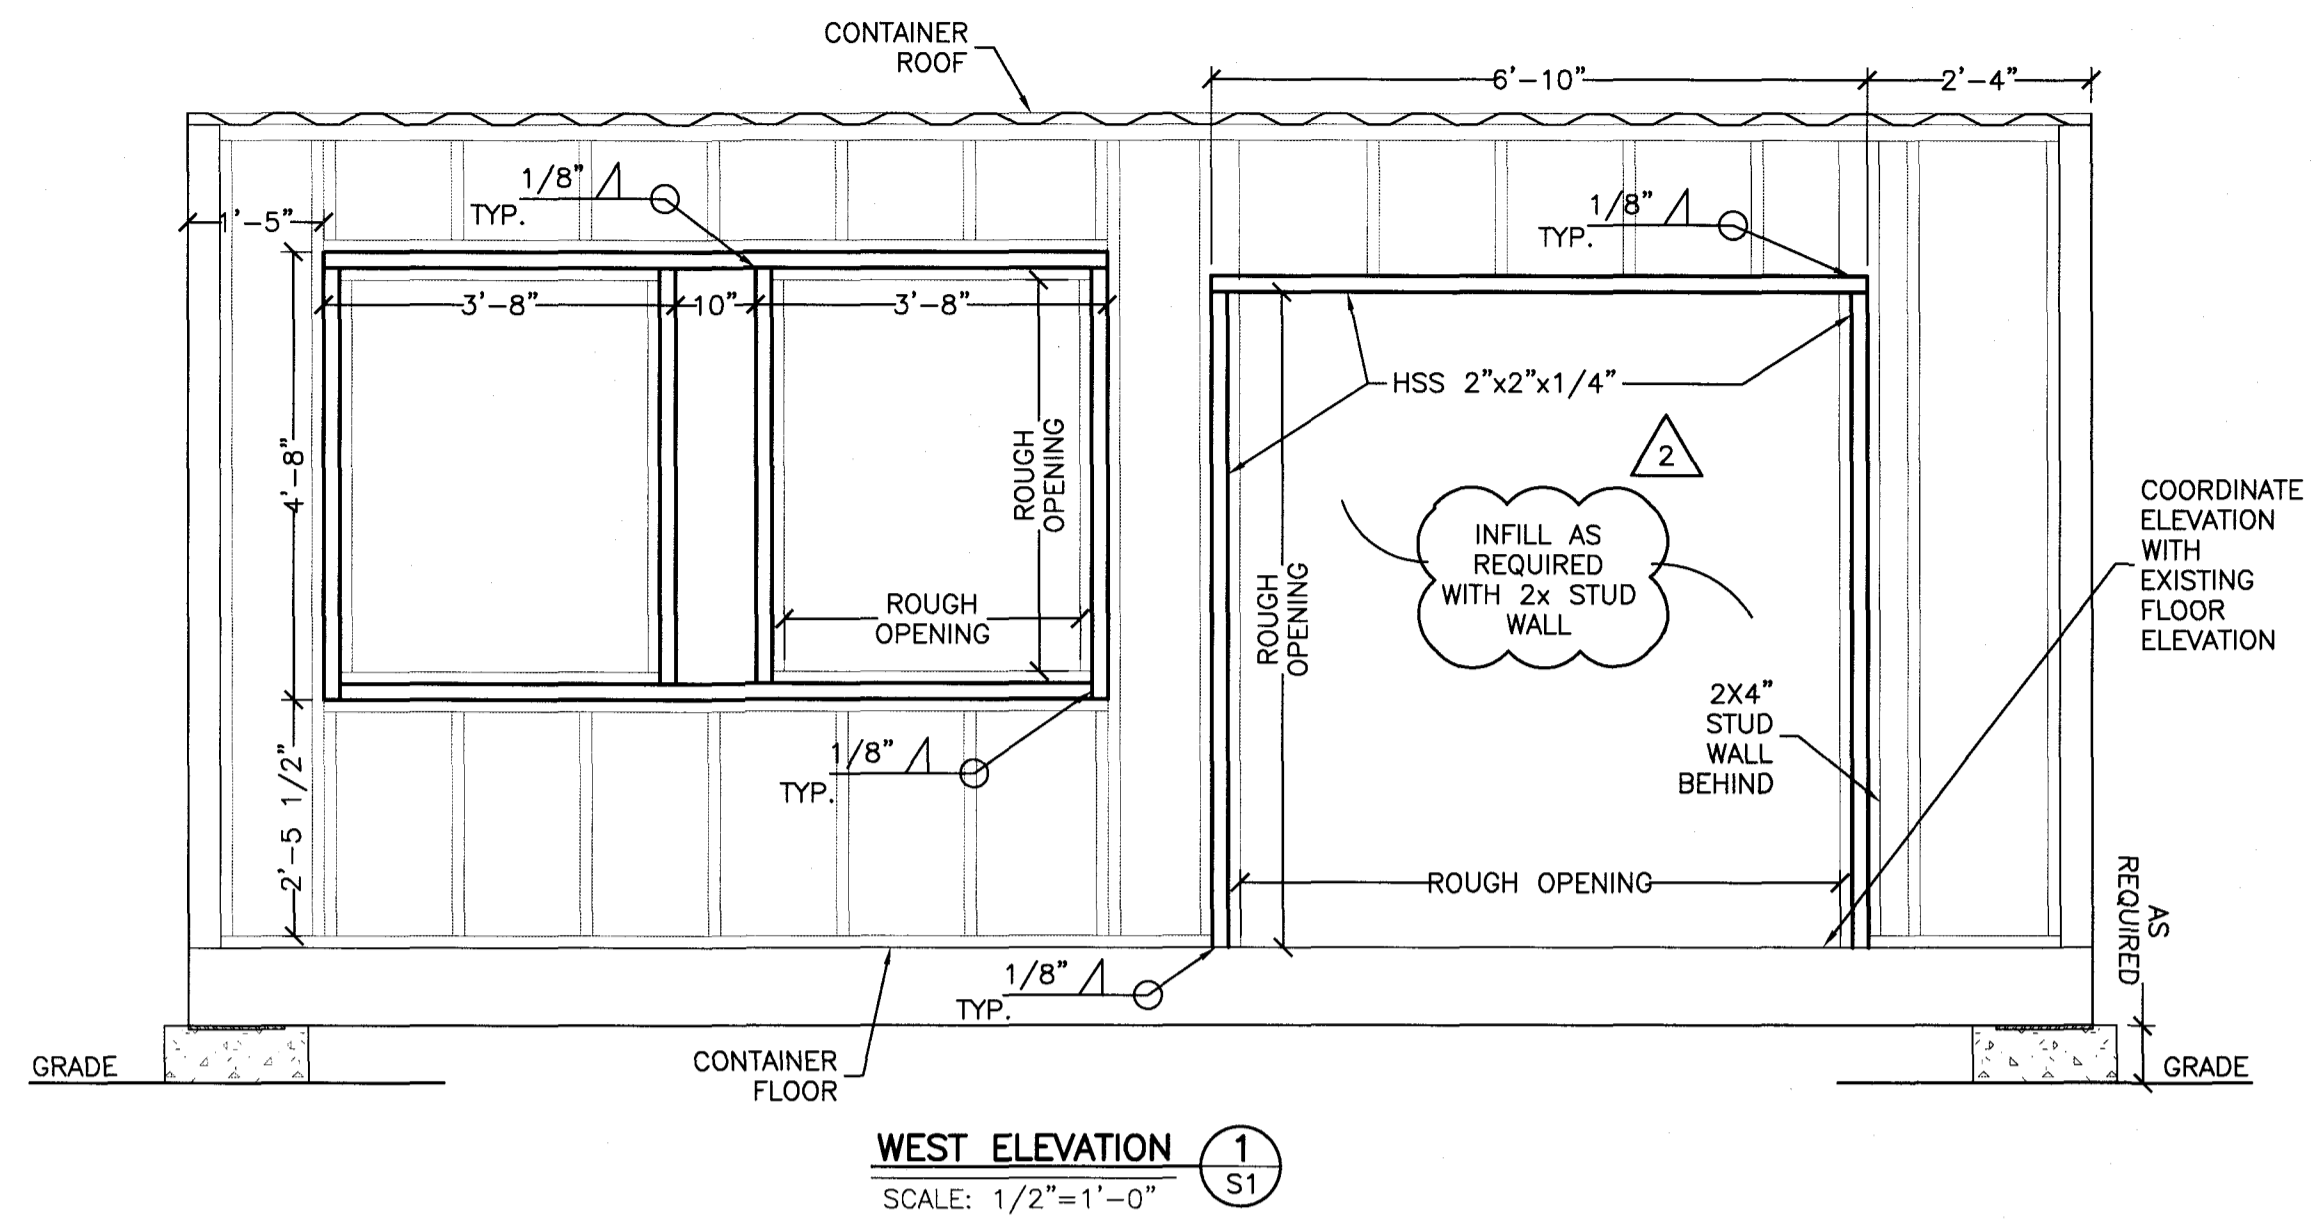 CONTAINER
ROOF
6'-10"
2'-4"
1/8"
TYP.
1'-5"
1/8"
TYP.
3'-8"
10"
3'-8"
HSS 2"x2"x1/4"
4'-8"
ROUGH
OPENING
2
COORDINATE
ELEVATION
WITH
EXISTING
FLOOR
ELEVATION
INFILL AS
REQUIRED
WITH 2x STUD
WALL
ROUGH
OPENING
ROUGH
OPENING
2X4"
STUD
WALL
BEHIND
1/8"
TYP.
2'-5 1/2"
ROUGH OPENING
AS
REQUIRED
1/8"
TYP.
CONTAINER
FLOOR
GRADE
GRADE
WEST ELEVATION
1
S1
SCALE: 1/2"=1'-0"